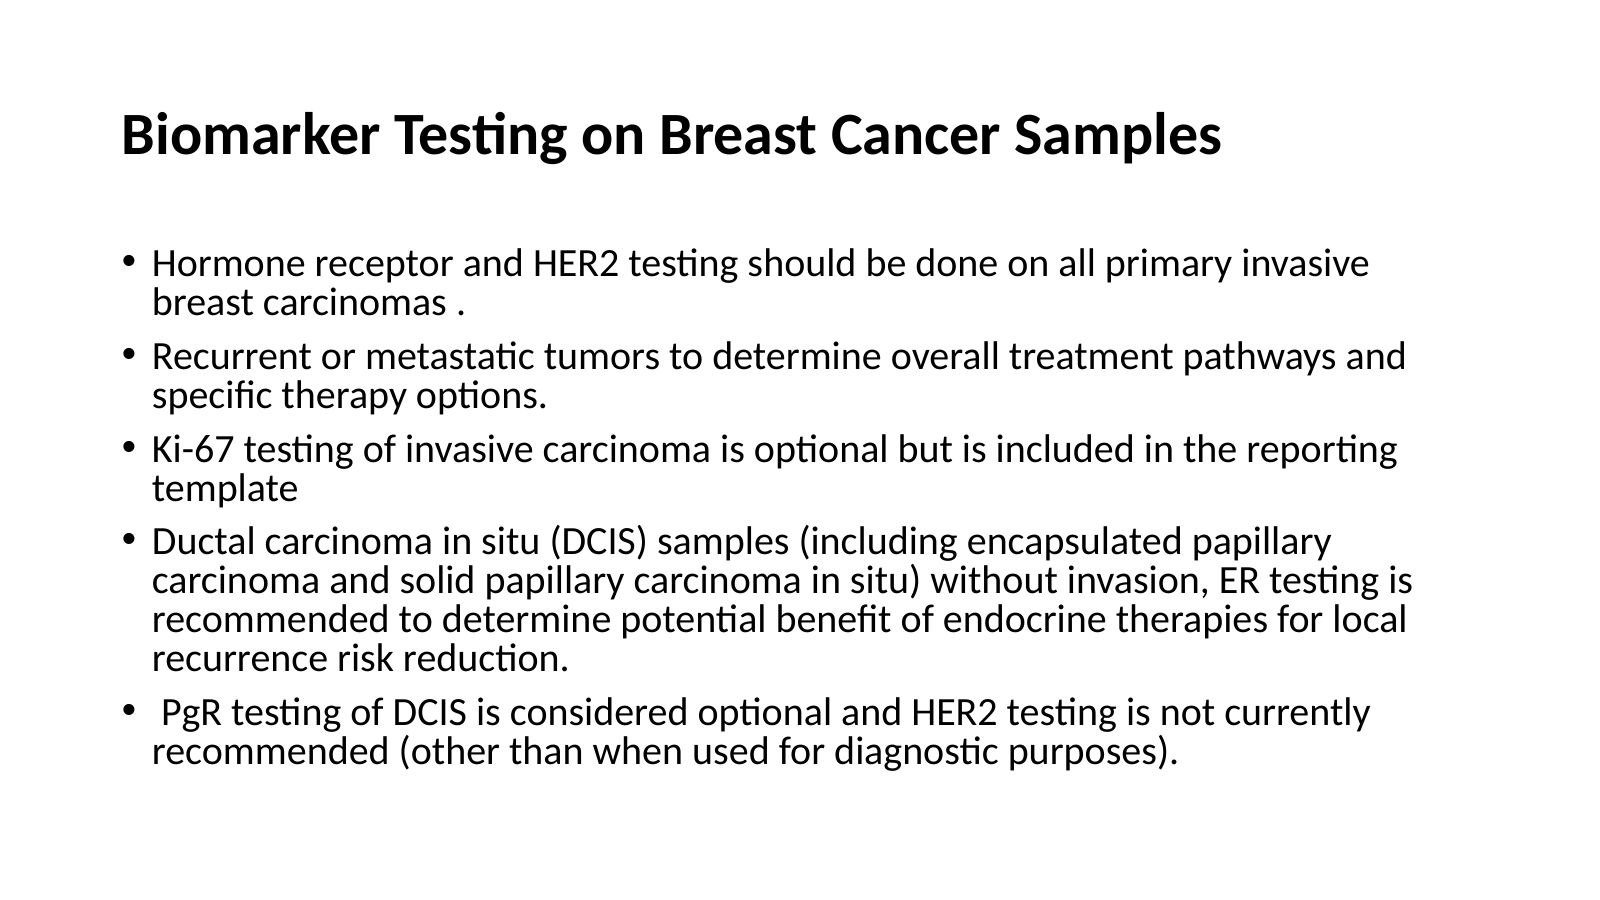 Biomarker Testing on Breast Cancer Samples
• Hormone receptor and HER2 testing should be done on all primary invasive
breast carcinomas .
• Recurrent or metastatic tumors to determine overall treatment pathways and
specific therapy options.
• Ki-67 testing of invasive carcinoma is optional but is included in the reporting
template
• Ductal carcinoma in situ (DCIS) samples (including encapsulated papillary
carcinoma and solid papillary carcinoma in situ) without invasion, ER testing is
recommended to determine potential benefit of endocrine therapies for local
recurrence risk reduction.
• PgR testing of DCIS is considered optional and HER2 testing is not currently
recommended (other than when used for diagnostic purposes).